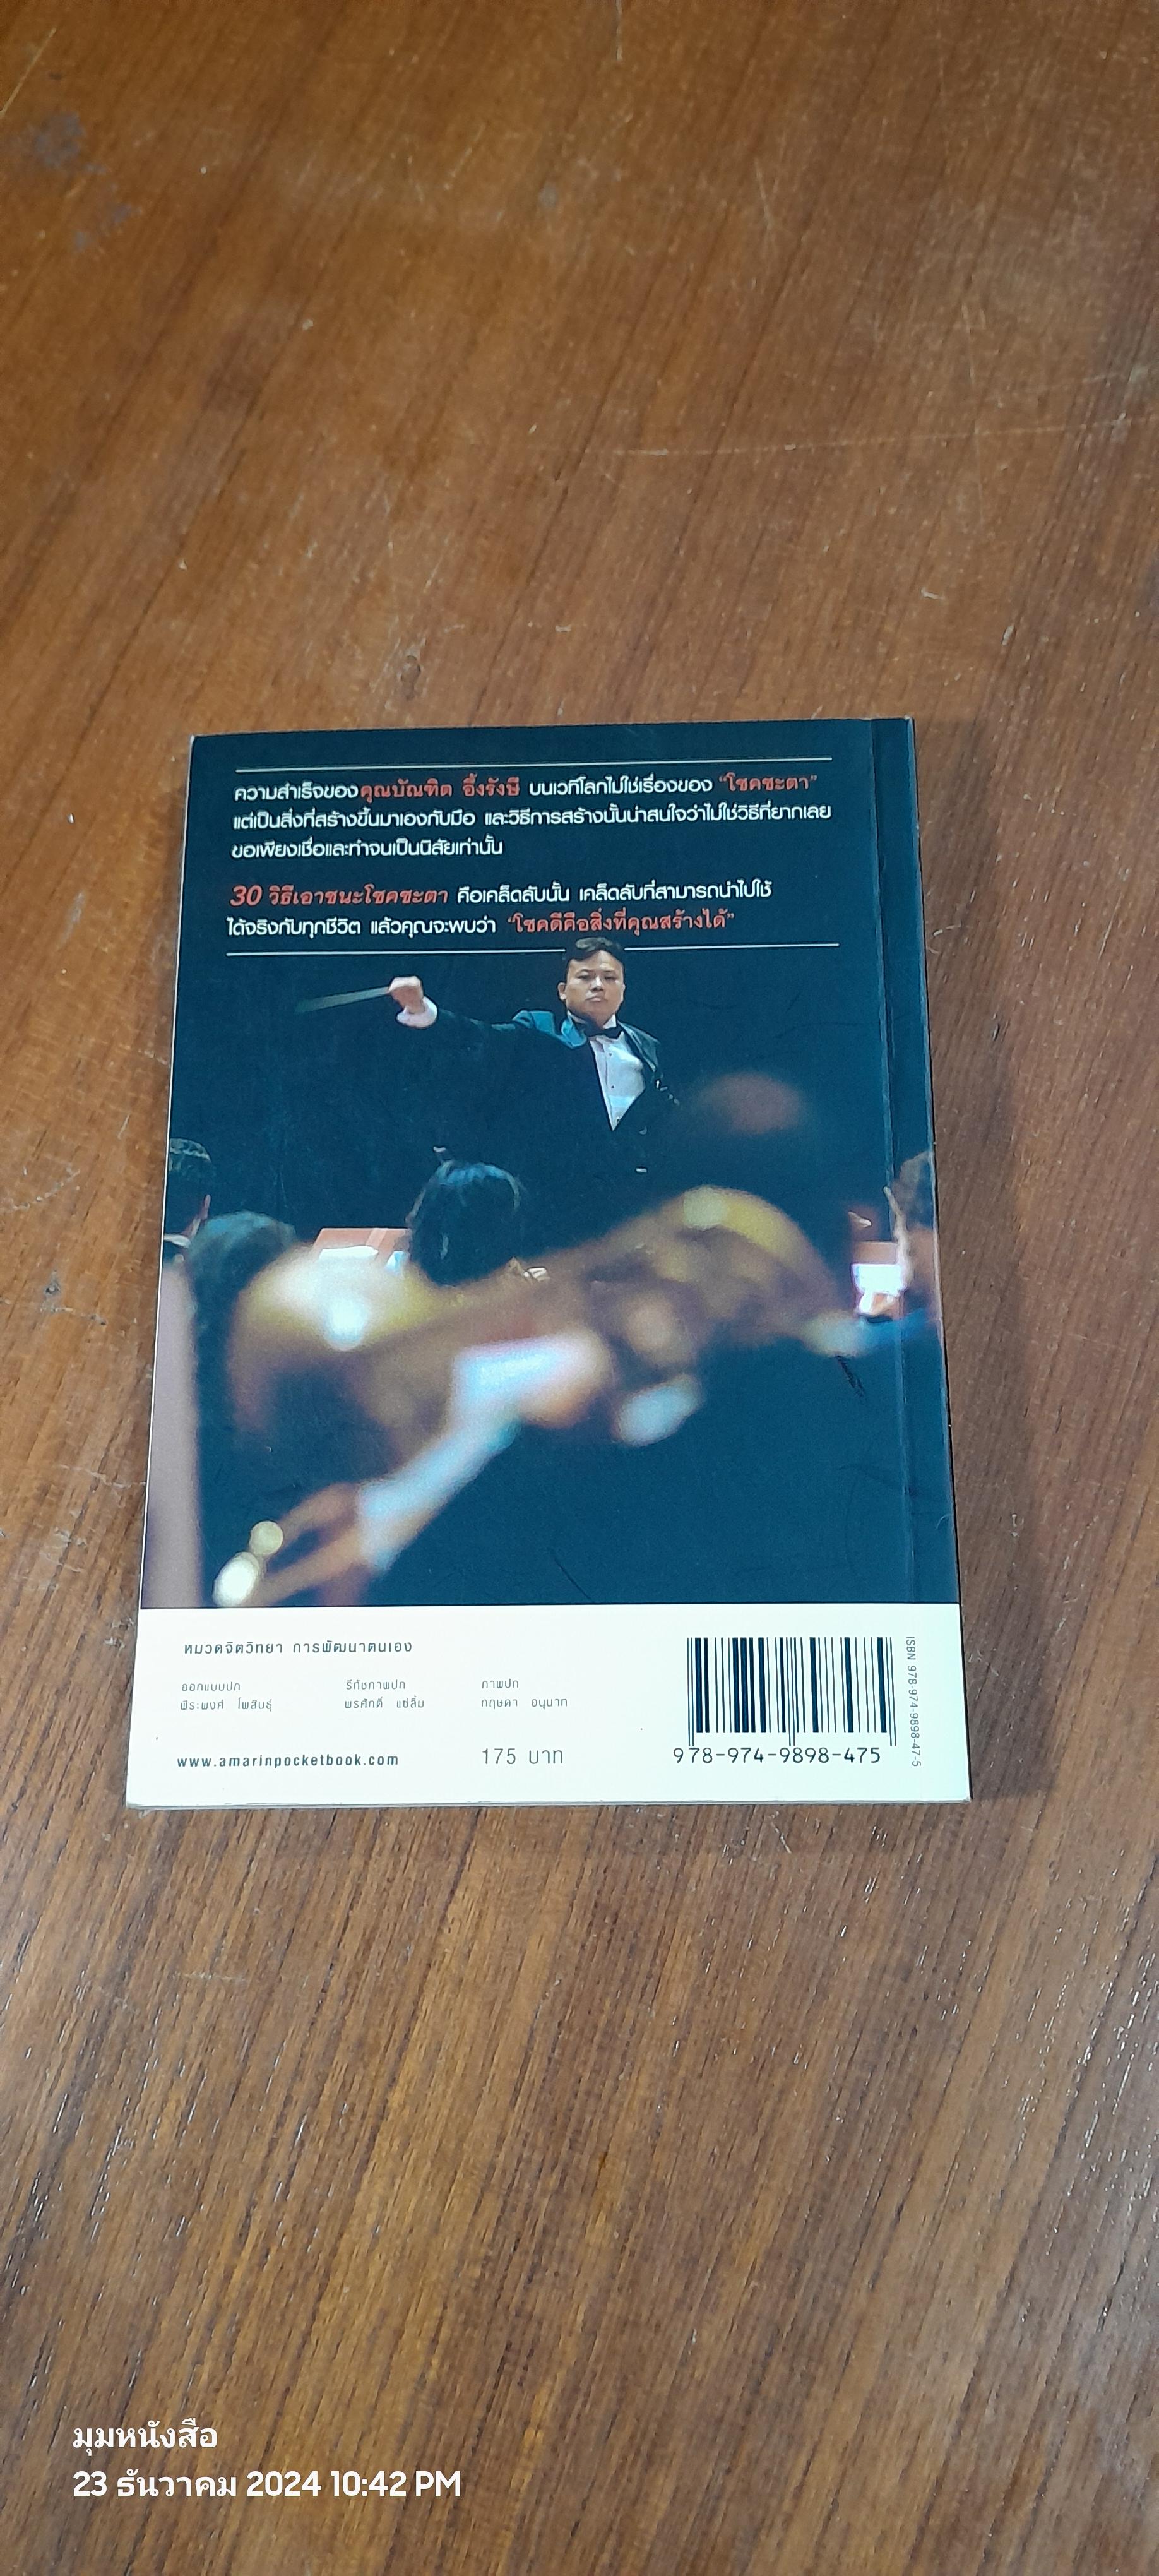 ความสำเร็จของคุณบัณฑิต อึ้งรังษี บนเวทีโลกไม่ใช่เรื่องของ “โชคชะตา”
แต่เป็นสิ่งที่สร้างขึ้นมาเองกับมือ และวิธีการสร้างนั้นน่าสนใจว่าไม่ใช่วิธีที่ยากเลย
ขอเพียงเชื่อและทำจนเป็นนิสัยเท่านั้น
30 วิธีเอาชนะโชคชะตา คือเคล็ดลับนั้น เคล็ดลับที่สามารถนำไปใช้
ได้จริงกับทุกชีวิต แล้วคุณจะพบว่า “โชคดีคือสิ่งที่คุณสร้างได้”
หมวดจิตวิทยา การพัฒนาตนเอง
ออกแบบปก รีทัชภาพปก ภาพปก
พีระพงศ์ โพสินธุ์ พรศักดิ์ แซ่ลิ่ม กฤษดา อนุบาท
www.amarinpocketbook.com 175 บาท
978-974-9898-475
ISBN 978-974-9898-47-5
มุมหนังสือ
23 ธันวาคม 2024 10:42 PM